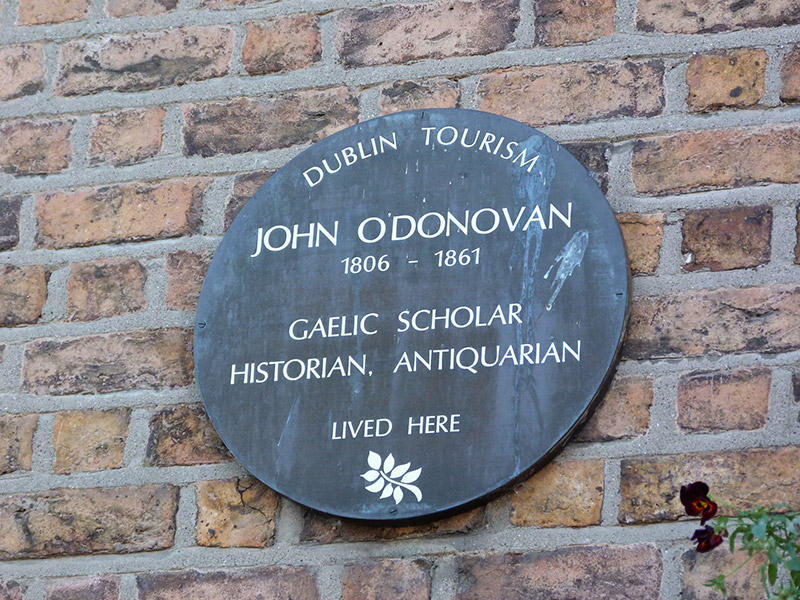 DUBLIN TOURISM
JOHN O'DONOVAN
1806 - 1861
GAELIC SCHOLAR
HISTORIAN, ANTIQUARIAN
LIVED HERE